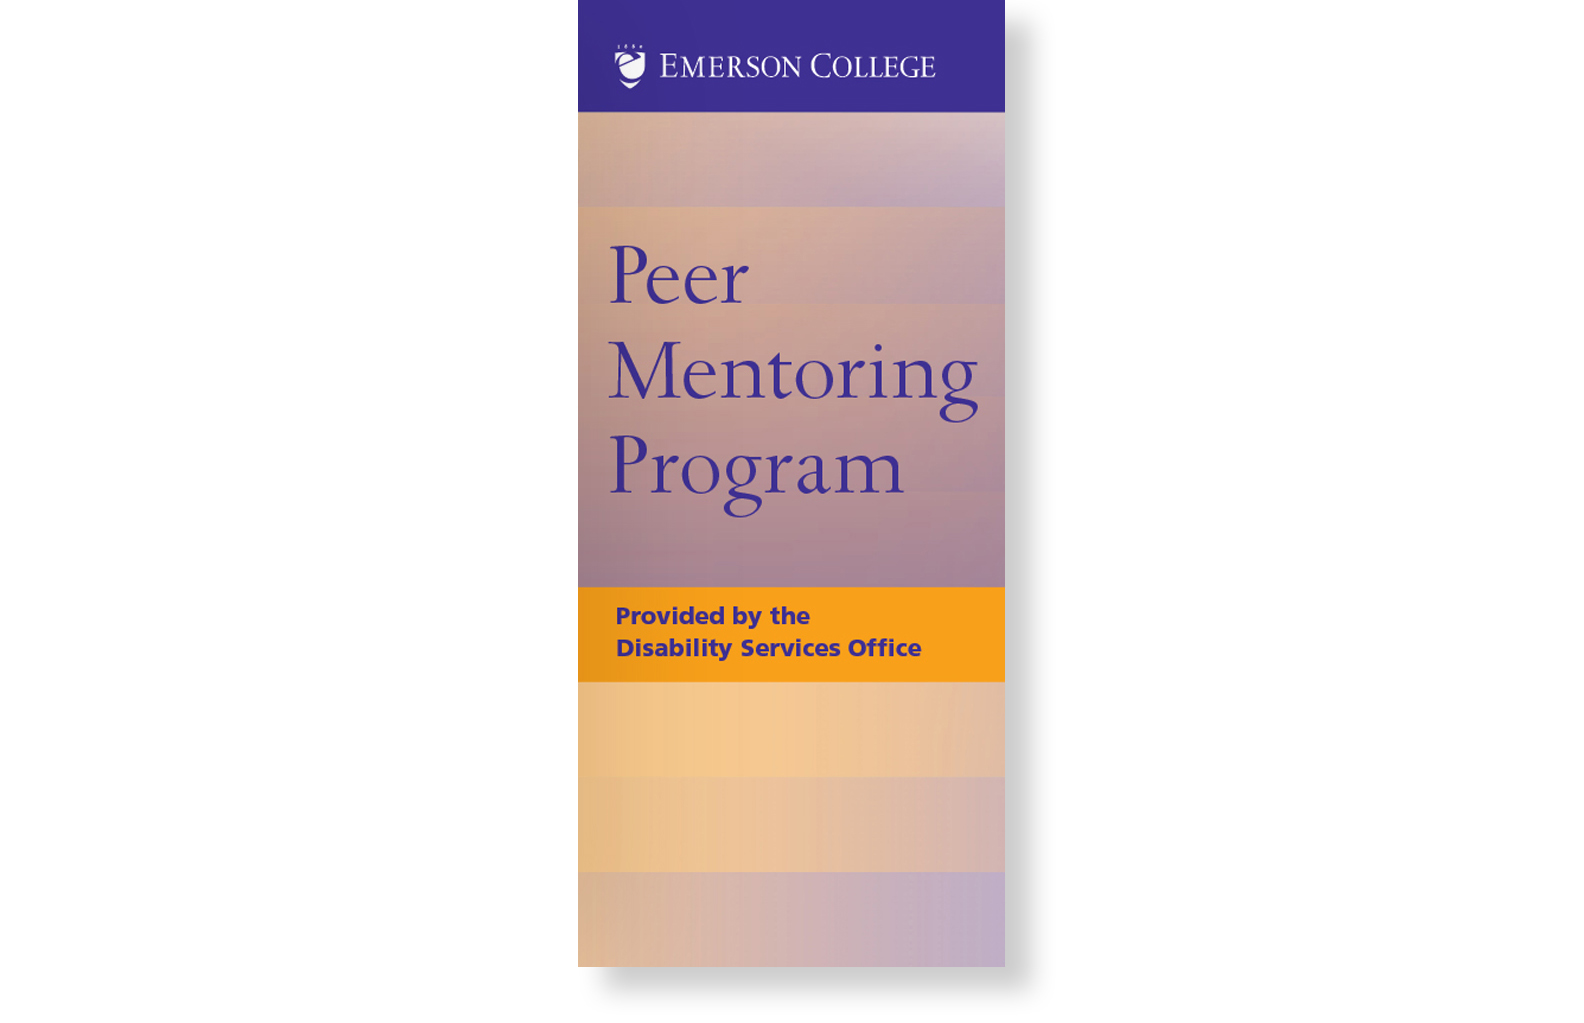 EMERSON COLLEGE
Peer
Mentoring
Program
Provided by the
Disability Services Office